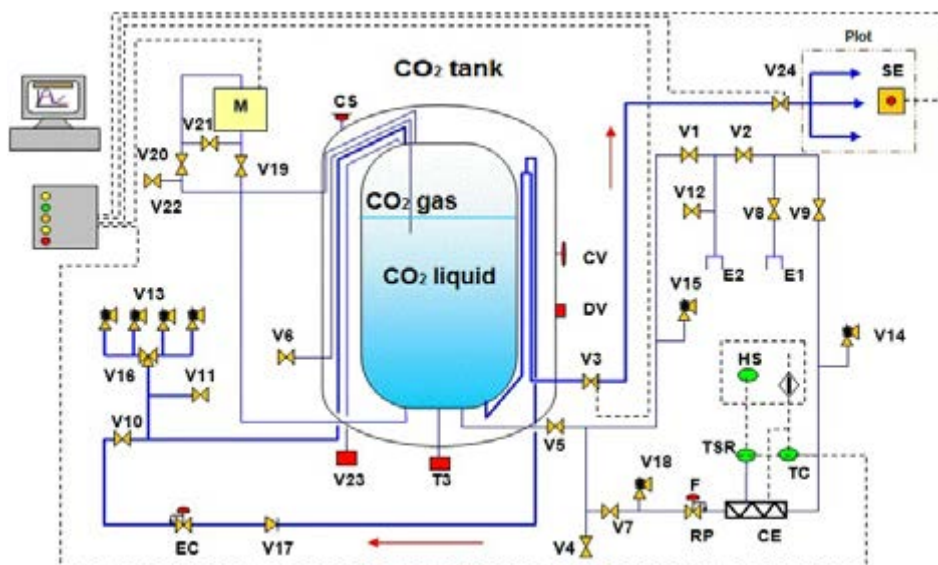 Plot
V24
SE
CO₂ tank
CS
M
V21
V20
V19
V22
V1
V2
V12
V8
V9
E2
E1
CO₂ gas
CO₂ liquid
CV
DV
V15
V14
V13
V6
V3
V16
V11
HS
V10
V5
TSR
TC
V23
T3
V18
F
V7
RP
CE
EC
V17
V4